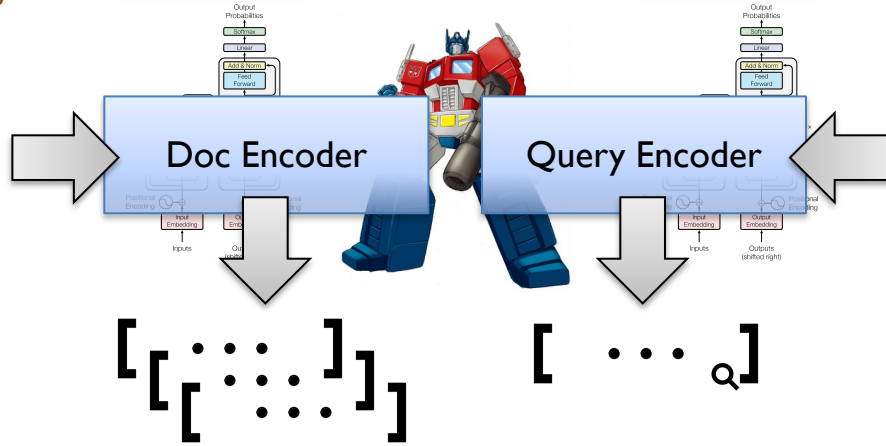 Output
Probabilities
Softmax
Linear
Add & Norm
Feed
Forward
Output
Probabilities
Softmax
Linear
Add & Norm
Feed
Forward
Doc Encoder
Query Encoder
Positional
Encoding
Input
Embedding
Inputs
Input
Embedding
Output
Embedding
Inputs
Outputs
(shifted right)
[ • • • ]
[ • • • ]
[ • • • ]
[ • • • ]